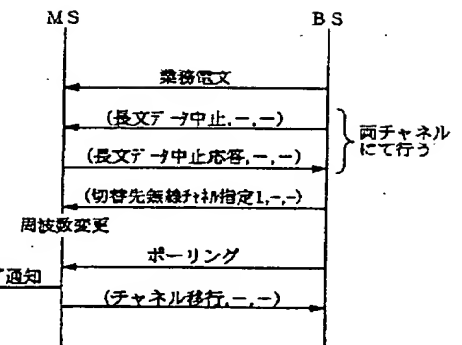 MS
BS
業務電文
(長文データ中止,−,−)
両チャネル
にて行う
(長文データ中止応答,−,−)
(切替先無線チャネル指定1,−,−)
周波数変更
ポーリング
通知
(チャネル移行,−,−)